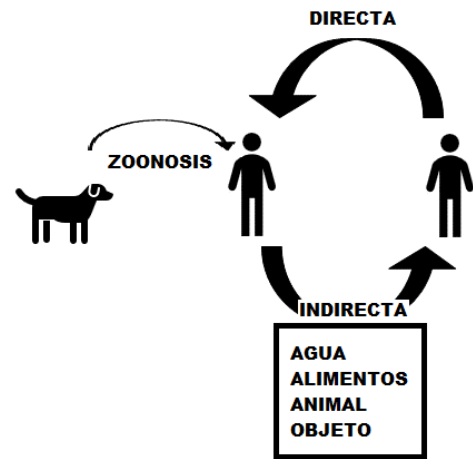 DIRECTA
ZOONOSIS
INDIRECTA
AGUA
ALIMENTOS
ANIMAL
OBJETO